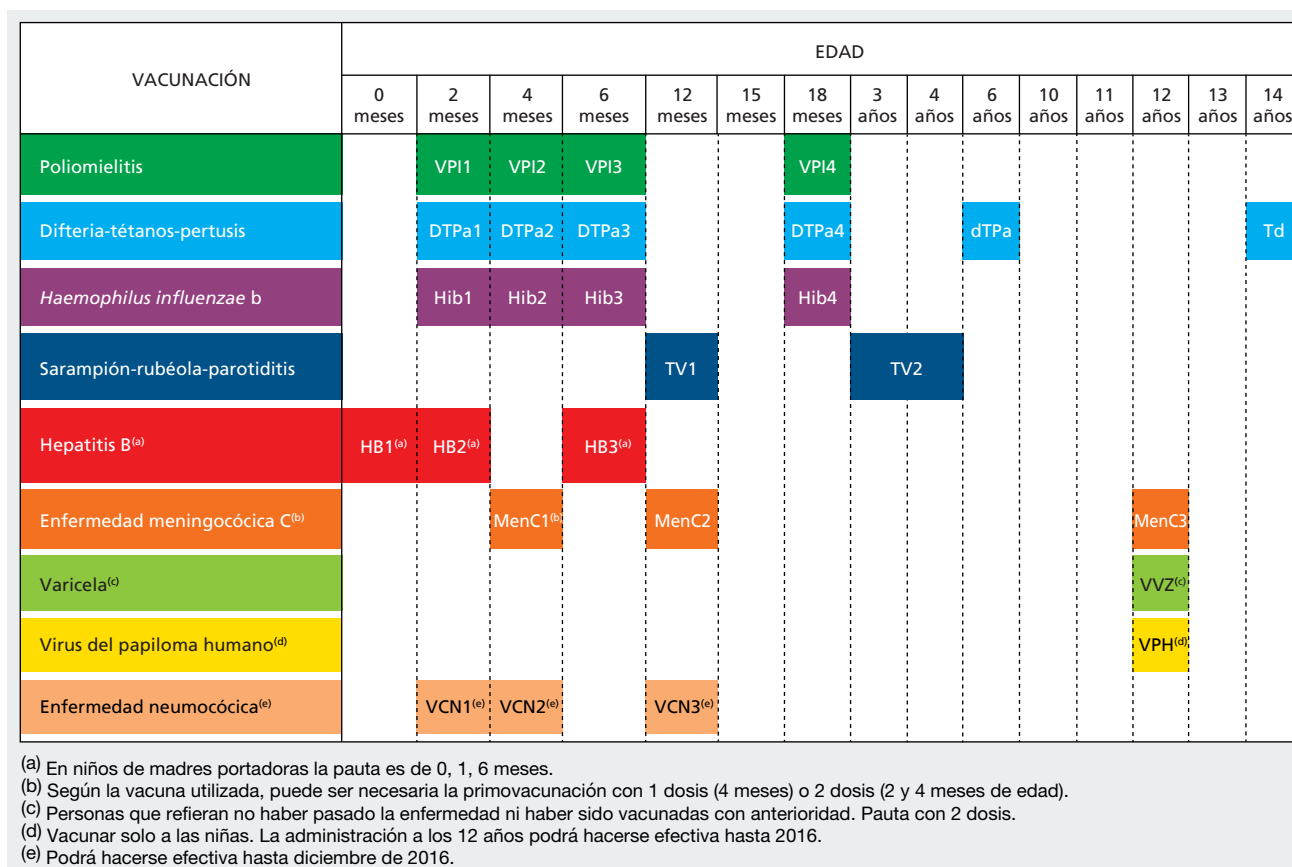 VACUNACIÓN
EDAD
0 meses
2 meses
4 meses
6 meses
12 meses
15 meses
18 meses
3 años
4 años
6 años
10 años
11 años
12 años
13 años
14 años
Poliomielitis VPI1 VPI2 VPI3 VPI4
Difteria-tétanos-pertusis DTPa1 DTPa2 DTPa3 DTPa4 dTPa Td
Haemophilus influenzae b Hib1 Hib2 Hib3 Hib4
Sarampión-rubéola-parotiditis TV1 TV2
Hepatitis B(a) HB1(a) HB2(a) HB3(a)
Enfermedad meningocócica C(b) MenC1(b MenC2 MenC3
Varicela(c) VVZ(c)
Virus del papiloma humano(d) VPH(d)
Enfermedad neumocócica(e) VCN1(e) VCN2(e) VCN3(e)
(a) En niños de madres portadoras la pauta es de 0, 1, 6 meses.
(b) Según la vacuna utilizada, puede ser necesaria la primovacunación con 1 dosis (4 meses) o 2 dosis (2 y 4 meses de edad).
(c) Personas que refieran no haber pasado la enfermedad ni haber sido vacunadas con anterioridad. Pauta con 2 dosis.
(d) Vacunar solo a las niñas. La administración a los 12 años podrá hacerse efectiva hasta 2016.
(e) Podrá hacerse efectiva hasta diciembre de 2016.